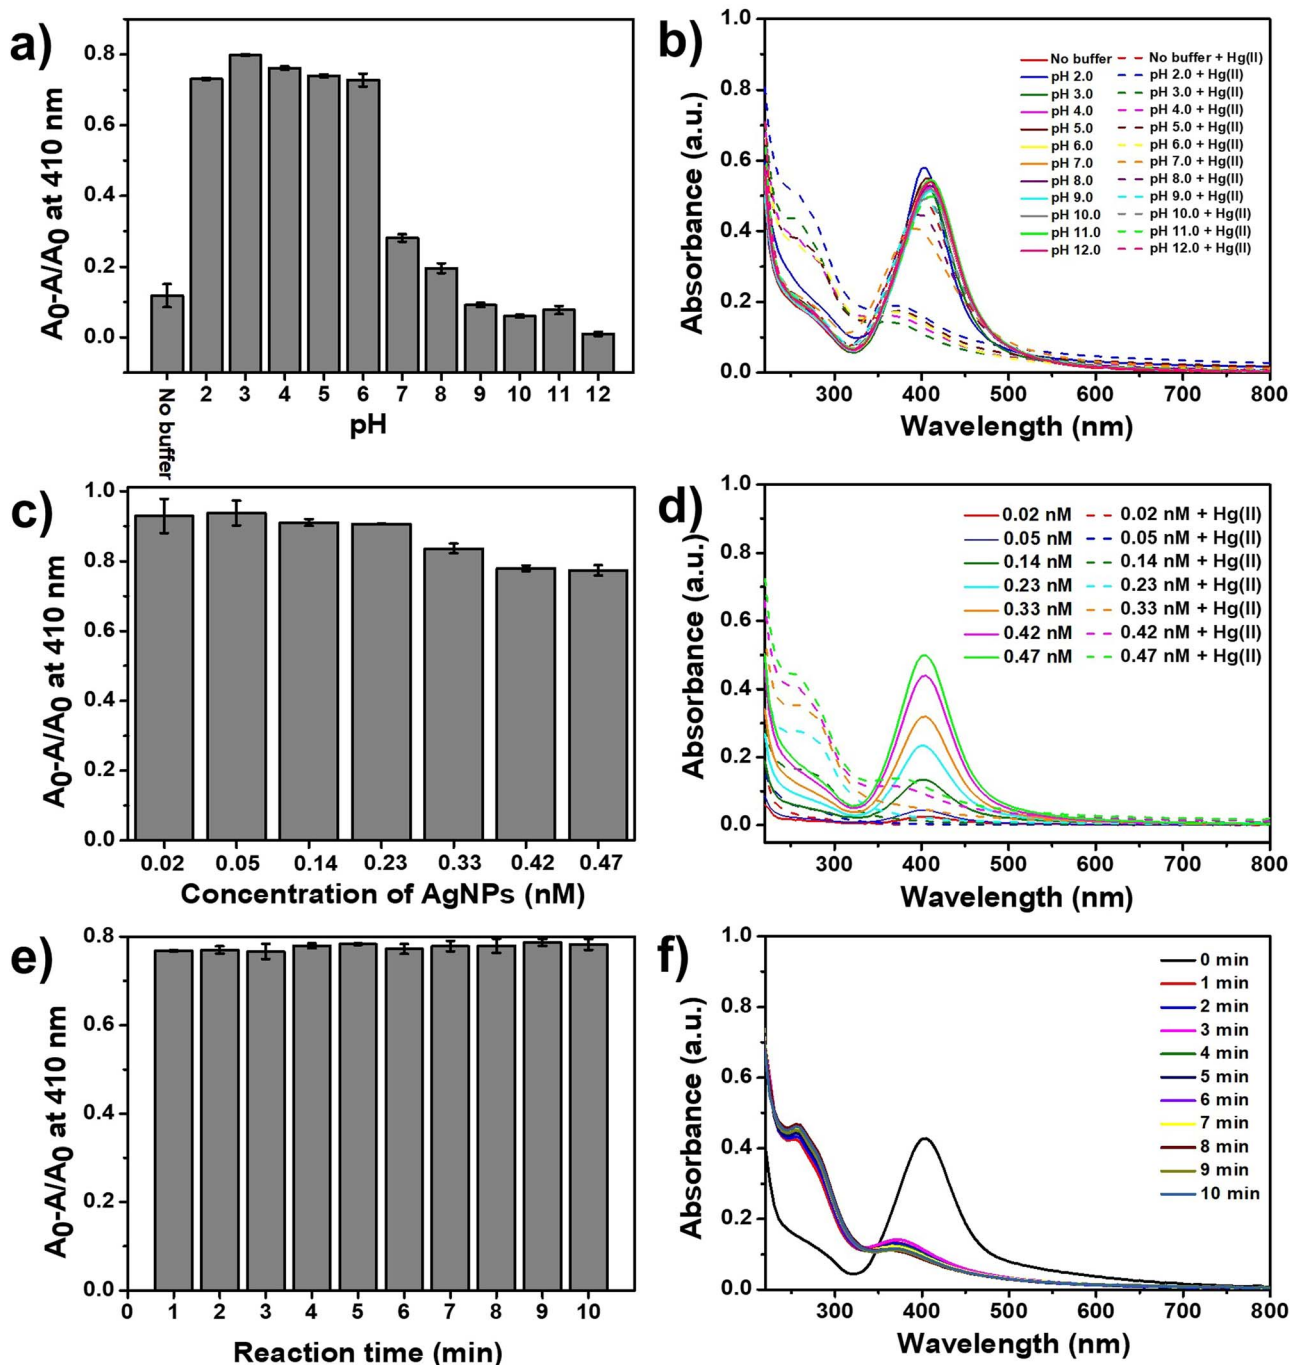 a)
A0-A/A0 at 410 nm
0.8
0.6
0.4
0.2
0.0
No buffer
2 3 4 5 6 7 8 9 10 11 12
pH
b)
Absorbance (a.u.)
1.0
0.8
0.6
0.4
0.2
0.0
No buffer No buffer + Hg(II)
pH 2.0 pH 2.0 + Hg(II)
pH 3.0 pH 3.0 + Hg(II)
pH 4.0 pH 4.0 + Hg(II)
pH 5.0 pH 5.0 + Hg(II)
pH 6.0 pH 6.0 + Hg(II)
pH 7.0 pH 7.0 + Hg(II)
pH 8.0 pH 8.0 + Hg(II)
pH 9.0 pH 9.0 + Hg(II)
pH 10.0 pH 10.0 + Hg(II)
pH 11.0 pH 11.0 + Hg(II)
pH 12.0 pH 12.0 + Hg(II)
300 400 500 600 700 800
Wavelength (nm)
c)
A0-A/A0 at 410 nm
1.0
0.8
0.6
0.4
0.2
0.0
0.02 0.05 0.14 0.23 0.33 0.42 0.47
Concentration of AgNPs (nM)
d)
Absorbance (a.u.)
1.0
0.8
0.6
0.4
0.2
0.0
0.02 nM 0.02 nM + Hg(II)
0.05 nM 0.05 nM + Hg(II)
0.14 nM 0.14 nM + Hg(II)
0.23 nM 0.23 nM + Hg(II)
0.33 nM 0.33 nM + Hg(II)
0.42 nM 0.42 nM + Hg(II)
0.47 nM 0.47 nM + Hg(II)
300 400 500 600 700 800
Wavelength (nm)
e)
A0-A/A0 at 410 nm
0.8
0.6
0.4
0.2
0.0
0 1 2 3 4 5 6 7 8 9 10
Reaction time (min)
f)
Absorbance (a.u.)
1.0
0.8
0.6
0.4
0.2
0.0
0 min
1 min
2 min
3 min
4 min
5 min
6 min
7 min
8 min
9 min
10 min
300 400 500 600 700 800
Wavelength (nm)